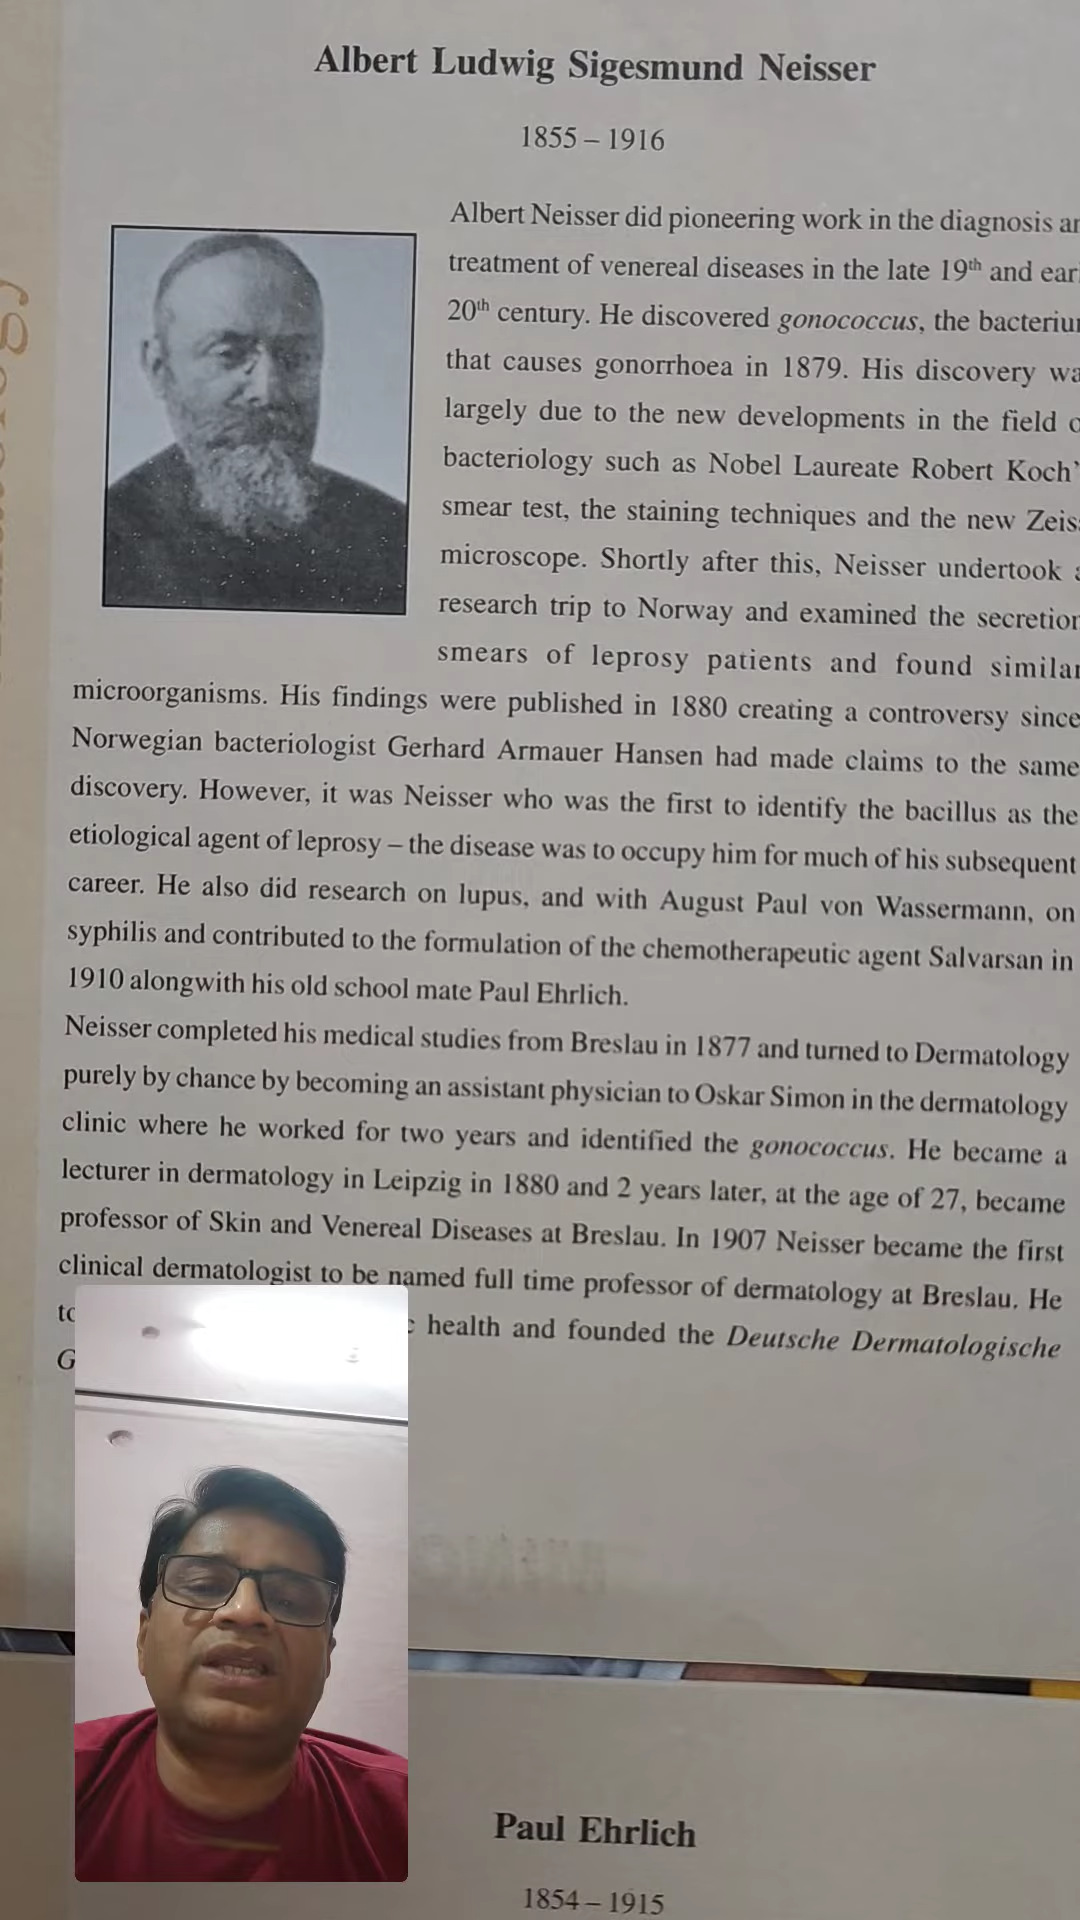 Albert Ludwig Sigesmund Neisser
1855 – 1916
Albert Neisser did pioneering work in the diagnosis
treatment of venereal diseases in the late 19th and
20th century. He discovered gonococcus, the
that causes gonorrhoea in 1879. His discovery
largely due to the new developments in the field
bacteriology such as Nobel Laureate Robert Koch'
smear test, the staining techniques and the new
microscope. Shortly after this, Neisser undertook
research trip to Norway and examined the
smears of leprosy patients and found similar
microorganisms. His findings were published in 1880 creating a controversy since
Norwegian bacteriologist Gerhard Armauer Hansen had made claims to the same
discovery. However, it was Neisser who was the first to identify the bacillus as the
etiological agent of leprosy – the disease was to occupy him for much of his subsequent
career. He also did research on lupus, and with August Paul von Wassermann, on
syphilis and contributed to the formulation of the chemotherapeutic agent Salvarsan in
1910 alongwith his old school mate Paul Ehrlich.
Neisser completed his medical studies from Breslau in 1877 and turned to Dermatology
purely by chance by becoming an assistant physician to Oskar Simon in the dermatology
clinic where he worked for two years and identified the gonococcus. He became a
lecturer in dermatology in Leipzig in 1880 and 2 years later, at the age of 27, became
professor of Skin and Venereal Diseases at Breslau. In 1907 Neisser became the first
clinical dermatologist to be named full time professor of dermatology at Breslau. He
health and founded the Deutsche Dermatologische
Paul Ehrlich
1854 – 1915